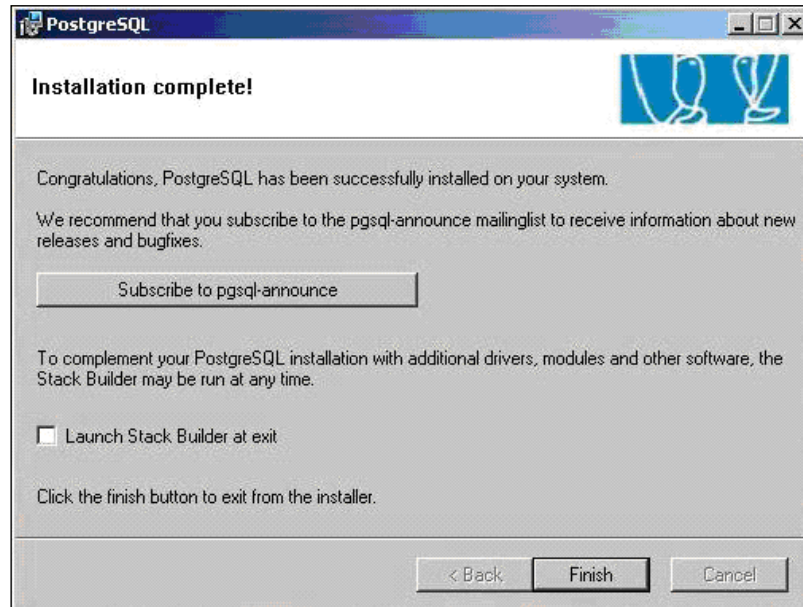 PostgreSQL
Installation complete!
Congratulations, PostgreSQL has been successfully installed on your system.
We recommend that you subscribe to the pgsql-announce mailinglist to receive information about new
releases and bugfixes.
Subscribe to pgsql-announce
To complement your PostgreSQL installation with additional drivers, modules and other software, the
Stack Builder may be run at any time.
Launch Stack Builder at exit
Click the finish button to exit from the installer.
< Back
Finish
Cancel